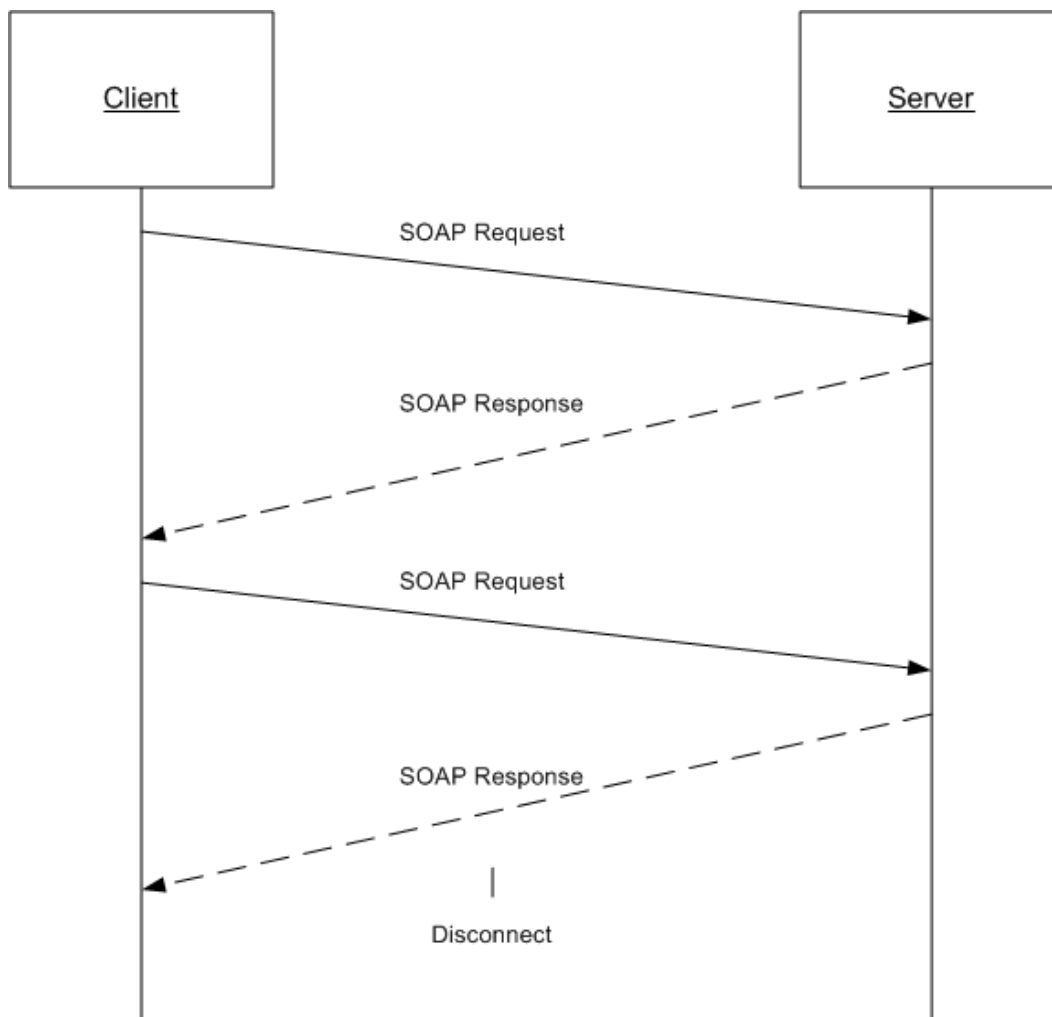 Client
Server
SOAP Request
SOAP Response
SOAP Request
SOAP Response
Disconnect